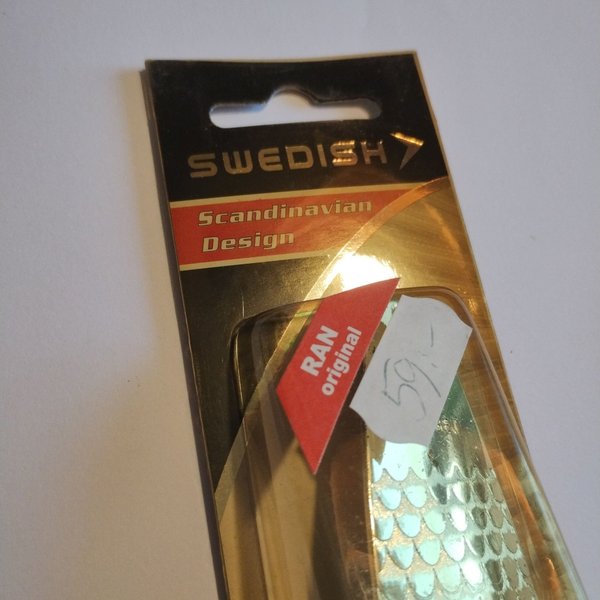 SWEDISH
Scandinavian
Design
RAN
original
59.-